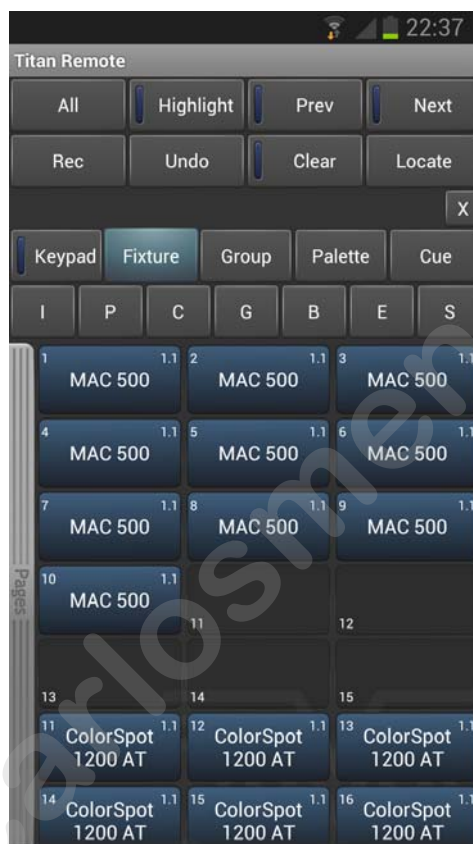 22:37
Titan Remote
All Highlight Prev Next
Rec Undo Clear Locate
X
Keypad Fixture Group Palette Cue
I P C G B E S
1 1.1 2 1.1 3 1.1
MAC 500 MAC 500 MAC 500
4 1.1 5 1.1 6 1.1
MAC 500 MAC 500 MAC 500
7 1.1 8 1.1 9 1.1
MAC 500 MAC 500 MAC 500
10 1.1
MAC 500
11 12
Pages
13 14 15
11 1.1 12 1.1 13 1.1
ColorSpot ColorSpot ColorSpot
1200 AT 1200 AT 1200 AT
14 1.1 15 1.1 16 1.1
ColorSpot ColorSpot ColorSpot
1200 AT 1200 AT 1200 AT
arlosmen